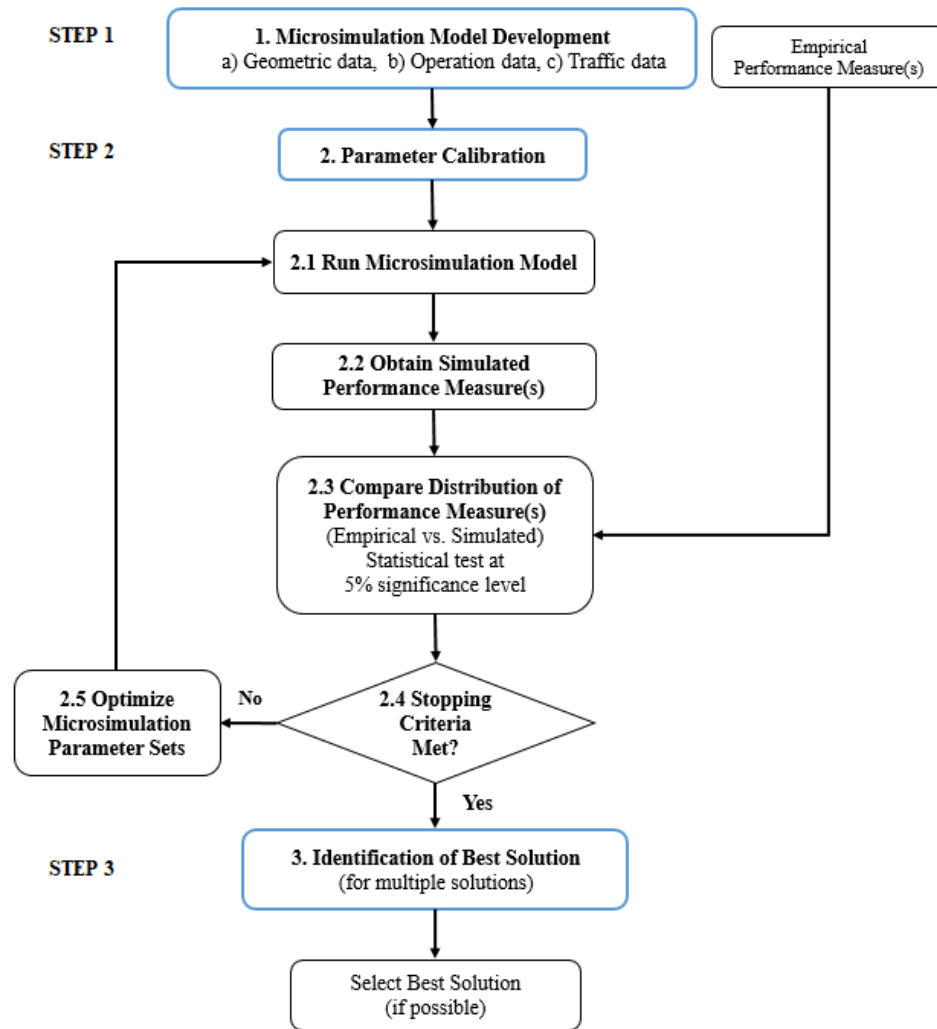 STEP 1
1. Microsimulation Model Development
a) Geometric data, b) Operation data, c) Traffic data
Empirical
Performance Measure(s)
STEP 2
2. Parameter Calibration
2.1 Run Microsimulation Model
2.2 Obtain Simulated
Performance Measure(s)
2.3 Compare Distribution of
Performance Measure(s)
(Empirical vs. Simulated)
Statistical test at
5% significance level
2.4 Stopping
Criteria
Met?
No
2.5 Optimize
Microsimulation
Parameter Sets
Yes
STEP 3
3. Identification of Best Solution
(for multiple solutions)
Select Best Solution
(if possible)